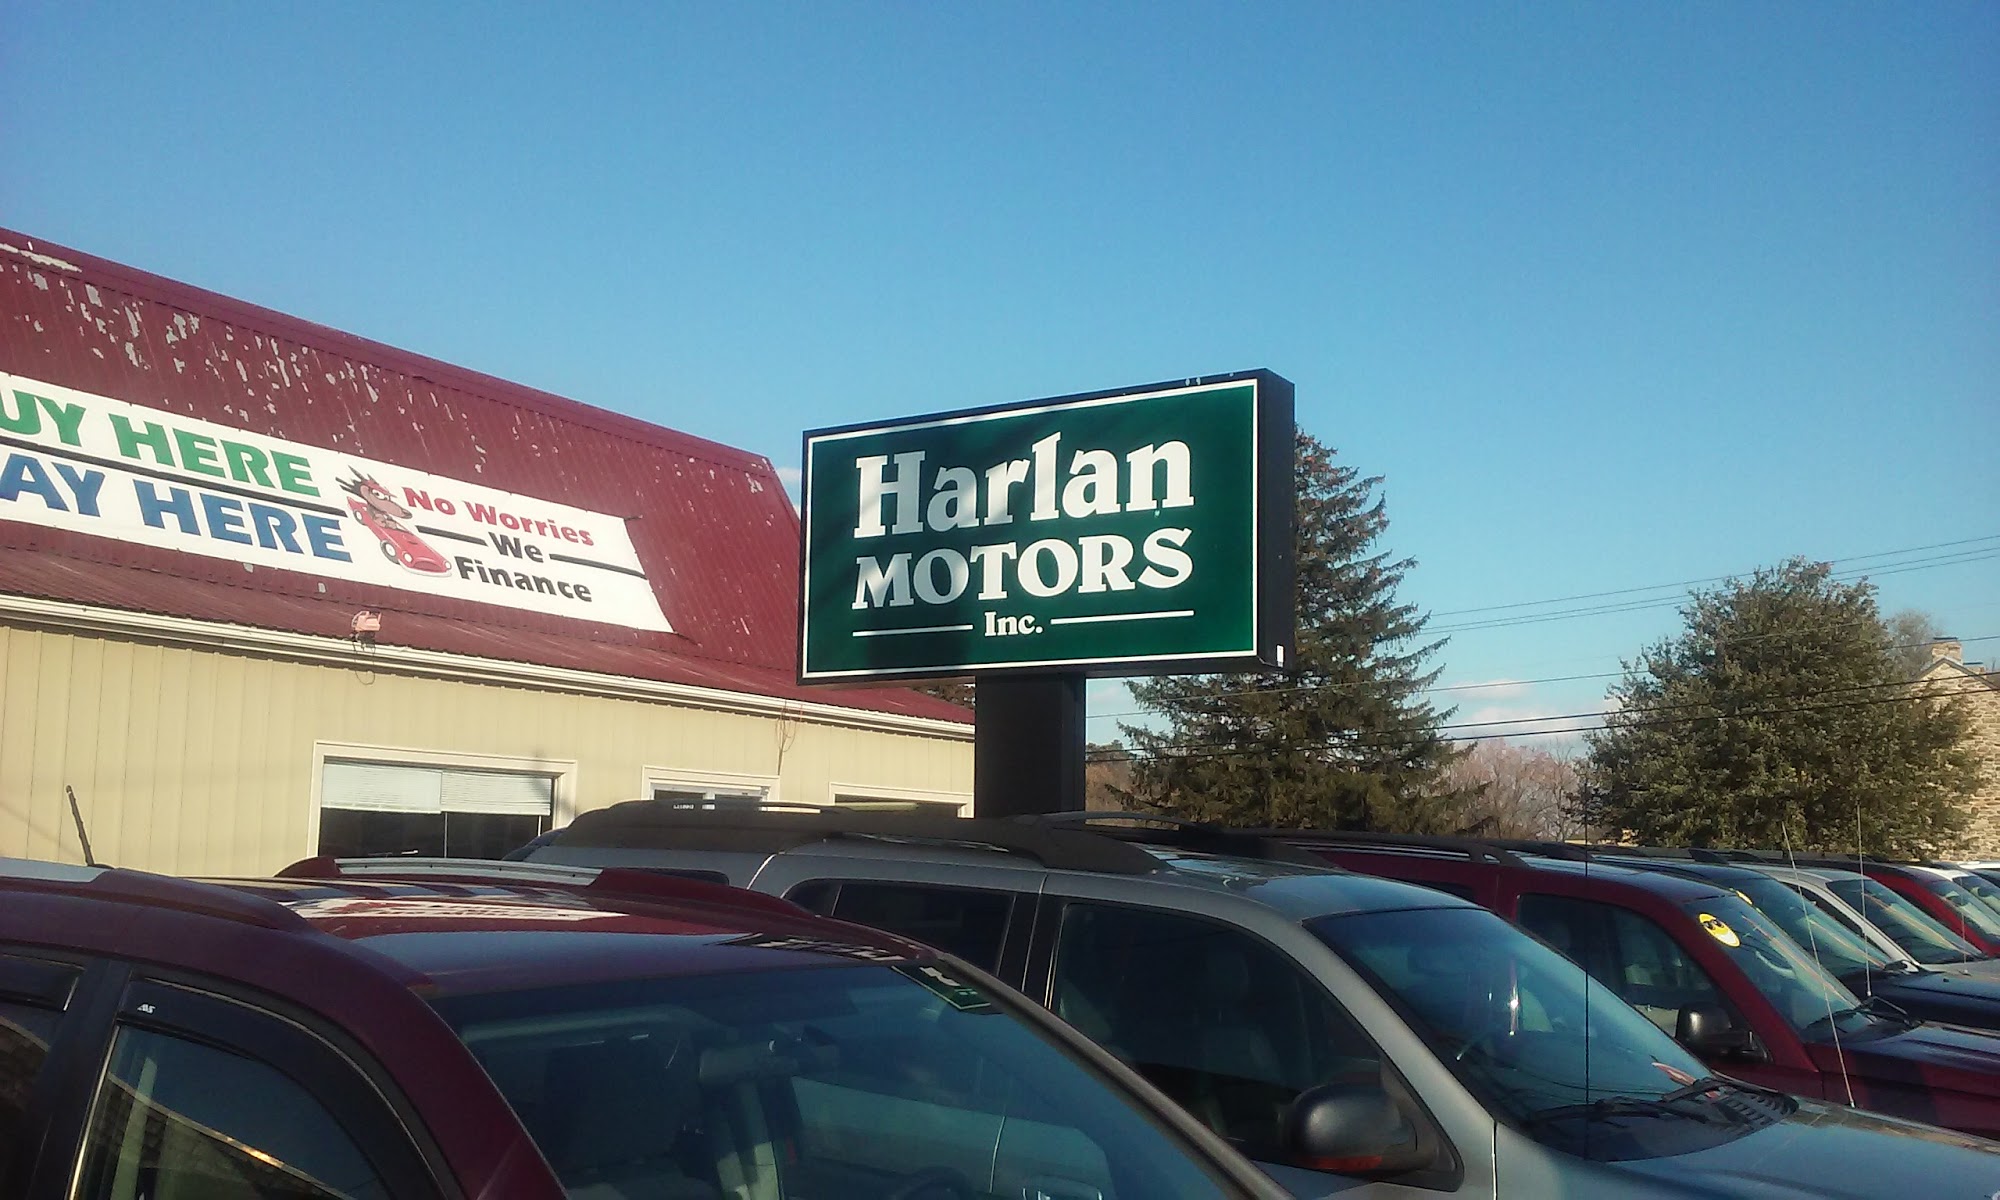 UY HERE
AY HERE
No Worries
We
Finance
Harlan
MOTORS
Inc.